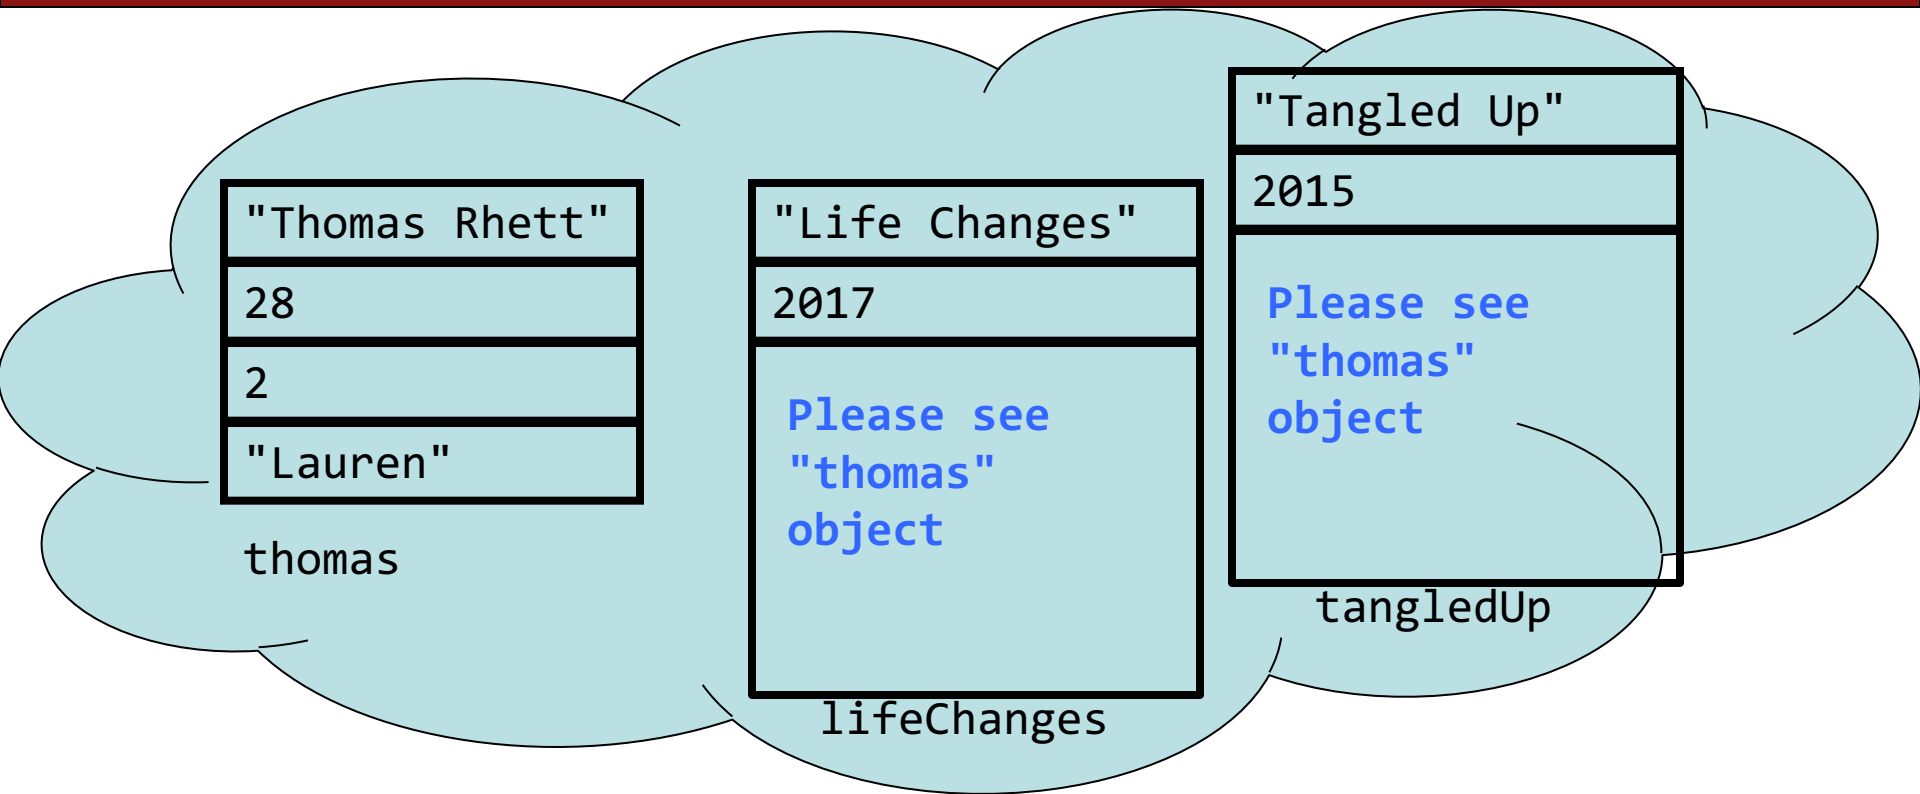 "Thomas Rhett"
28
2
"Lauren"
thomas
"Life Changes"
2017
Please see
"thomas"
object
lifeChanges
"Tangled Up"
2015
Please see
"thomas"
object
tangledUp